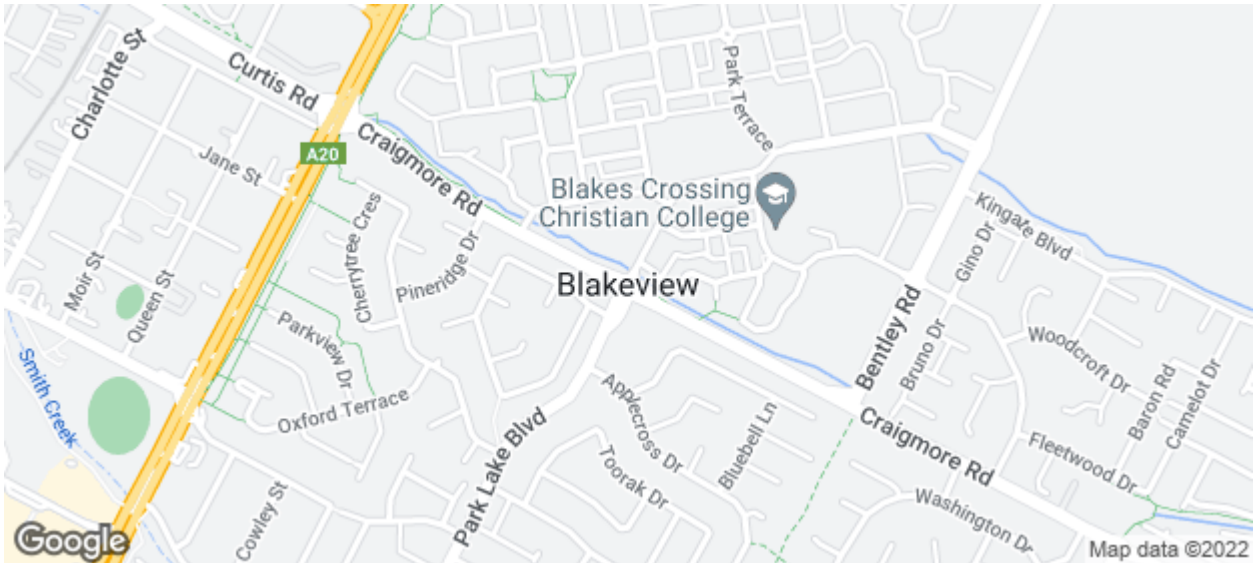 Charlotte St
Curtis Rd
Park Terrace
A20
Craigmore Rd
Jane St
Blakes Crossing
Christian College
Cherrytree Cres
Pineridge Dr
Moir St
Queen St
Blakeview
Gino Dr
Bentley Rd
Bruno Dr
Woodcroft Dr
Parkview Dr
Smith Creek
Oxford Terrace
Applecross Dr
Baron Rd
Camelot Dr
Bluebell Ln
Craigmore Rd
Fleetwood Dr
Park Lake Blvd
Toorak Dr
Washington Dr
Cowley St
Google
Map data ©2022